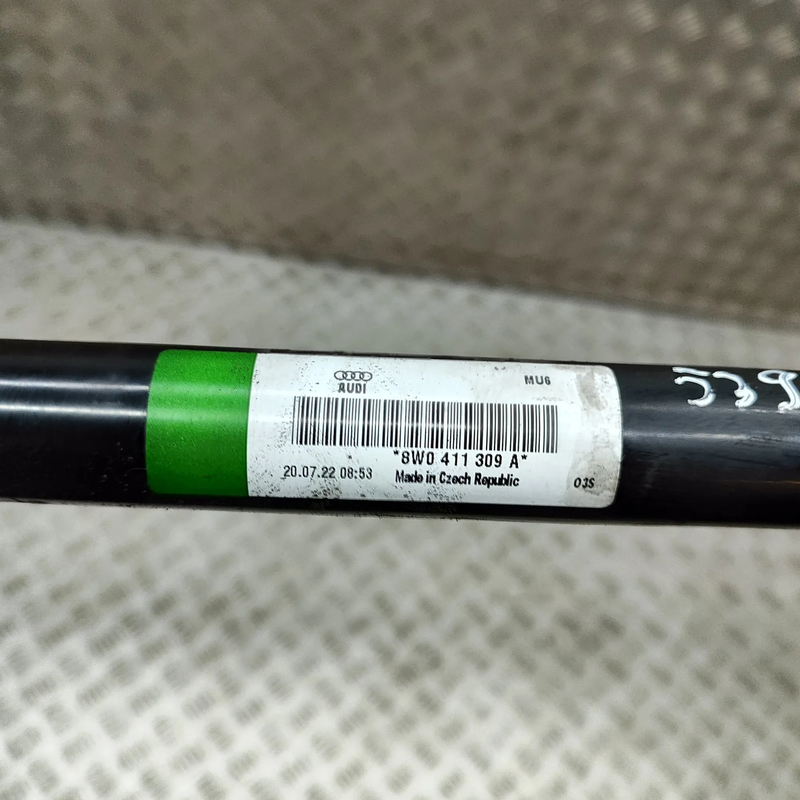 AUDI
MU6
*8W0 411 309 A*
20.07.22 08:53
Made in Czech Republic
03S